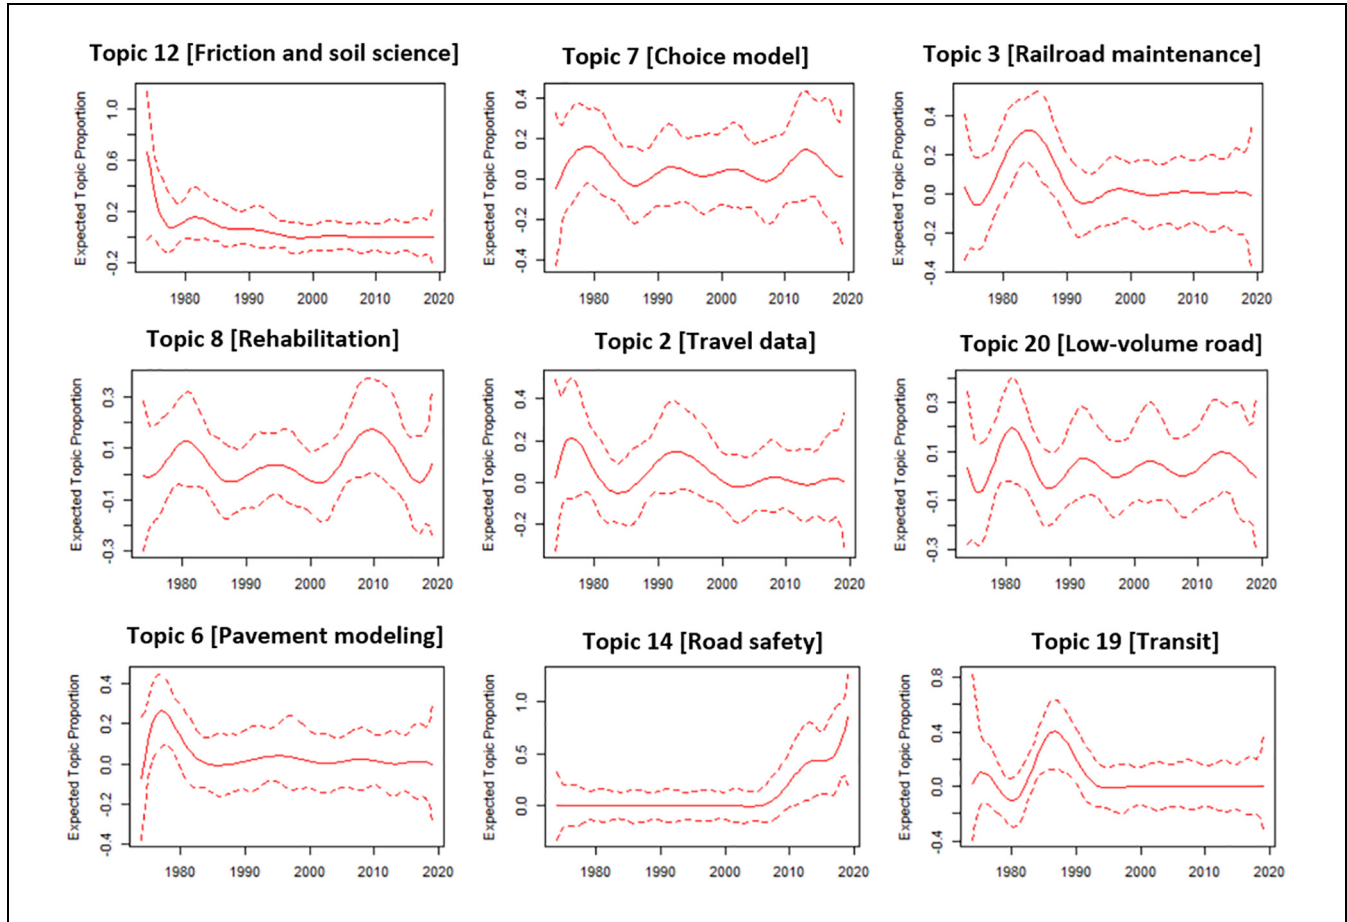 Topic 12 [Friction and soil science]
Expected Topic Proportion
1.0
0.6
0.2
-0.2
1980 1990 2000 2010 2020
Topic 7 [Choice model]
Expected Topic Proportion
0.4
0.2
0.0
-0.2
-0.4
1980 1990 2000 2010 2020
Topic 3 [Railroad maintenance]
Expected Topic Proportion
0.4
0.2
0.0
-0.2
-0.4
1980 1990 2000 2010 2020
Topic 8 [Rehabilitation]
Expected Topic Proportion
0.3
0.1
-0.1
-0.3
1980 1990 2000 2010 2020
Topic 2 [Travel data]
Expected Topic Proportion
0.4
0.2
0.0
-0.2
1980 1990 2000 2010 2020
Topic 20 [Low-volume road]
Expected Topic Proportion
0.3
0.1
-0.1
-0.3
1980 1990 2000 2010 2020
Topic 6 [Pavement modeling]
Expected Topic Proportion
0.4
0.2
0.0
-0.2
-0.4
1980 1990 2000 2010 2020
Topic 14 [Road safety]
Expected Topic Proportion
1.0
0.5
0.0
1980 1990 2000 2010 2020
Topic 19 [Transit]
Expected Topic Proportion
0.8
0.4
0.0
-0.4
1980 1990 2000 2010 2020